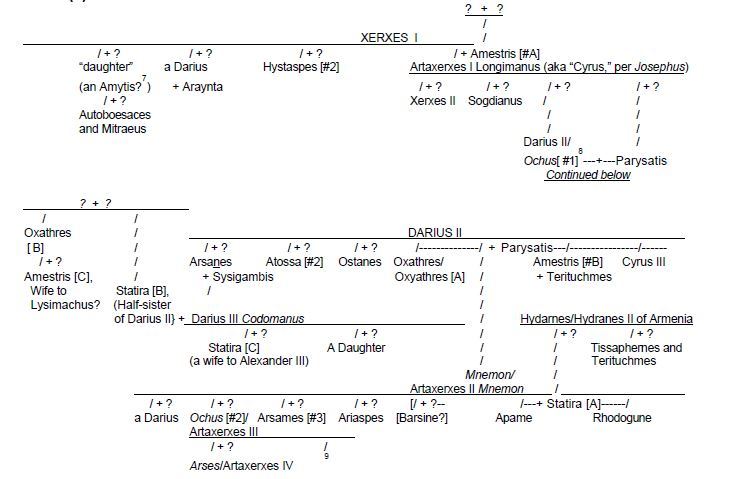 ? + ?
/
XERXES I /
/ + ? / + ? / + ? / + Amestris [#A]
“daughter” a Darius Hystaspes [#2] Artaxerxes I Longimanus (aka “Cyrus,” per Josephus)
(an Amytis?7) + Araynta / + ? / + ? / + ? / + ?
/ + ? Xerxes II Sogdianus / /
Autoboesaces / /
and Mitraeus / /
Darius II/ /
Ochus[ #1] ---+---Parysatis 8
Continued below
? + ?
/ /
Oxathres / DARIUS II
[ B] / / + ? / + ? / + ? /--------------/ + Parysatis---/----------------/------
/ + ? / Arsanes Atossa [#2] Ostanes Oxathres/ / Amestris [#B] Cyrus III
Amestris [C], / + Sysigambis Oxyathres [A] / + Terituchmes
Wife to Statira [B], / /
Lysimachus? (Half-sister /
of Darius II} + Darius III Codomanus / Hydarnes/Hydranes II of Armenia
/ + ? / + ? / / + ? / + ?
Statira [C] A Daughter / / Tissaphernes and
(a wife to Alexander III) / / Terituchmes
Mnemon/ /
Artaxerxes II Mnemon /
/ + ? / + ? / + ? / + ? [/ + ?-- /---+ Statira [A]------/
a Darius Ochus [#2]/ Arsames [#3] Ariaspes [Barsine?] Apame Rhodogune
Artaxerxes III
/ + ? /
9
Arses/Artaxerxes IV